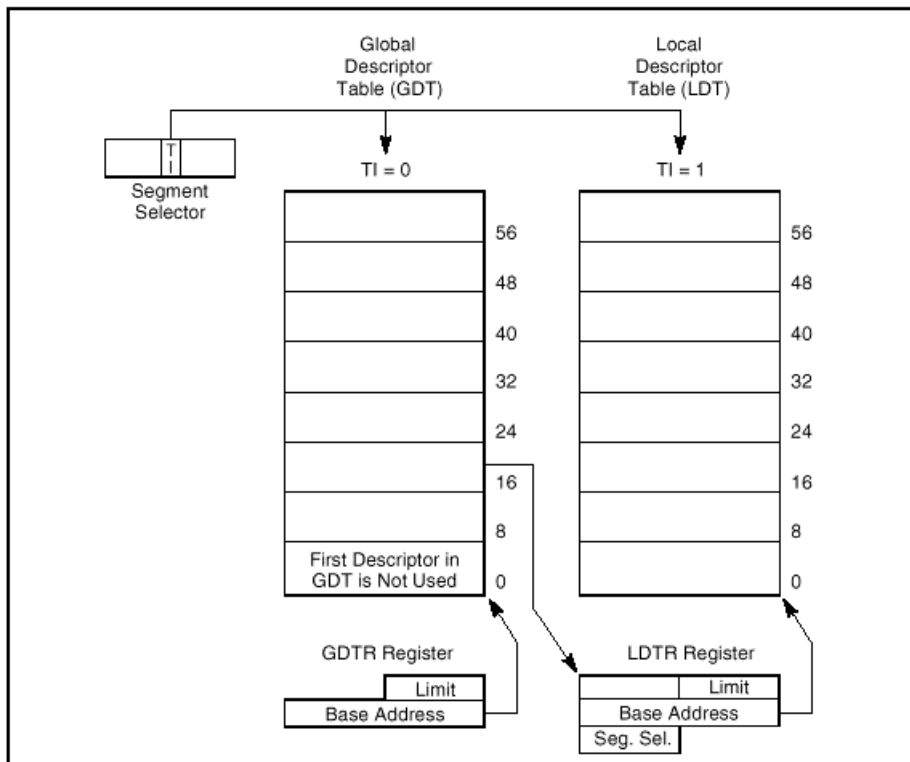 Global
Descriptor
Table (GDT)
Local
Descriptor
Table (LDT)
T
I
Segment
Selector
TI = 0
TI = 1
56
48
40
32
24
16
8
0
First Descriptor in
GDT is Not Used
56
48
40
32
24
16
8
0
GDTR Register
Limit
Base Address
LDTR Register
Limit
Base Address
Seg. Sel.